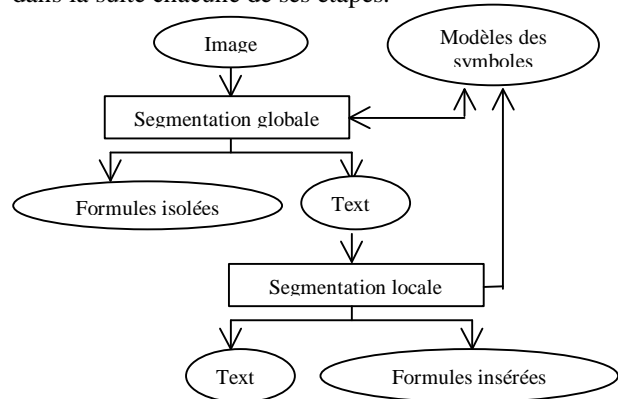 dans la suite chacune de ses étapes.
Image
Modèles des
symboles
Segmentation globale
Formules isolées
Text
Segmentation locale
Text
Formules insérées